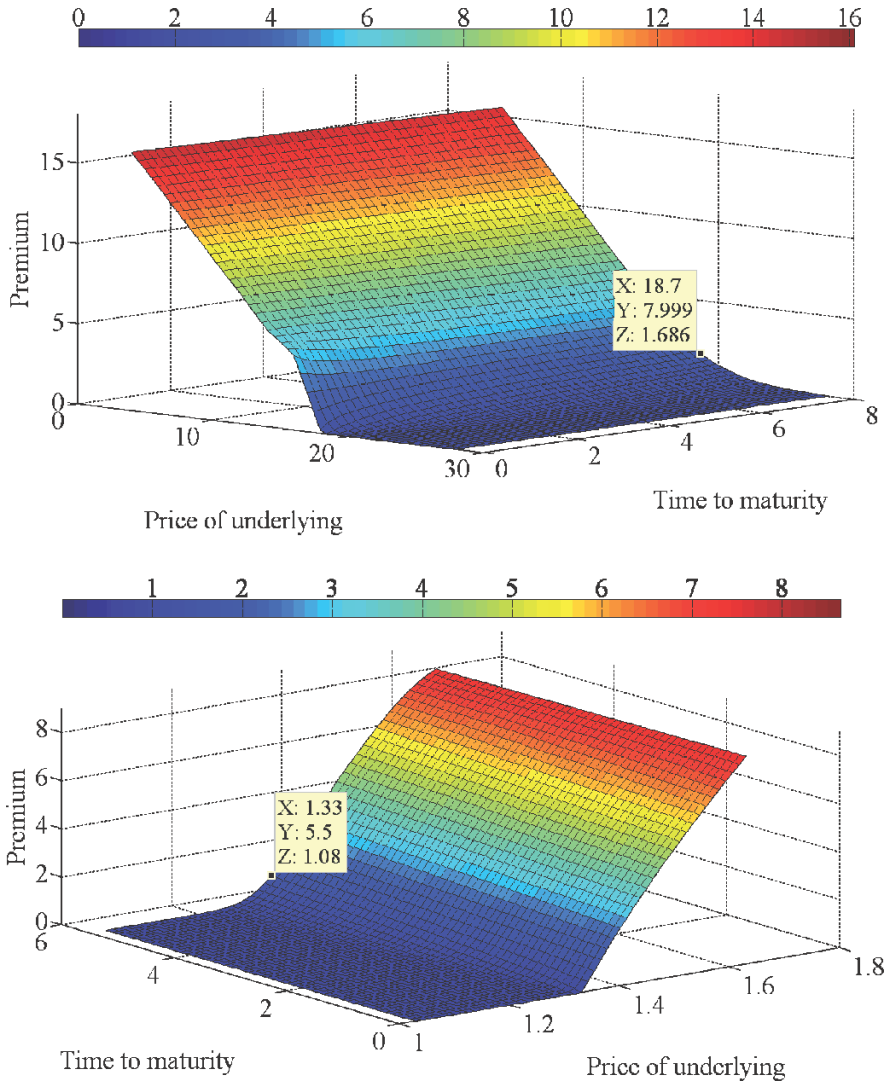 0 2 4 6 8 10 12 14 16
15
10
5
0
Premium
X: 18.7
Y: 7.999
Z: 1.686
0 10 20 30
0 2 4 6 8
Price of underlying
Time to maturity
1 2 3 4 5 6 7 8
8
6
4
2
0
Premium
X: 1.33
Y: 5.5
Z: 1.08
6 4 2 0
1 1.2 1.4 1.6 1.8
Time to maturity
Price of underlying